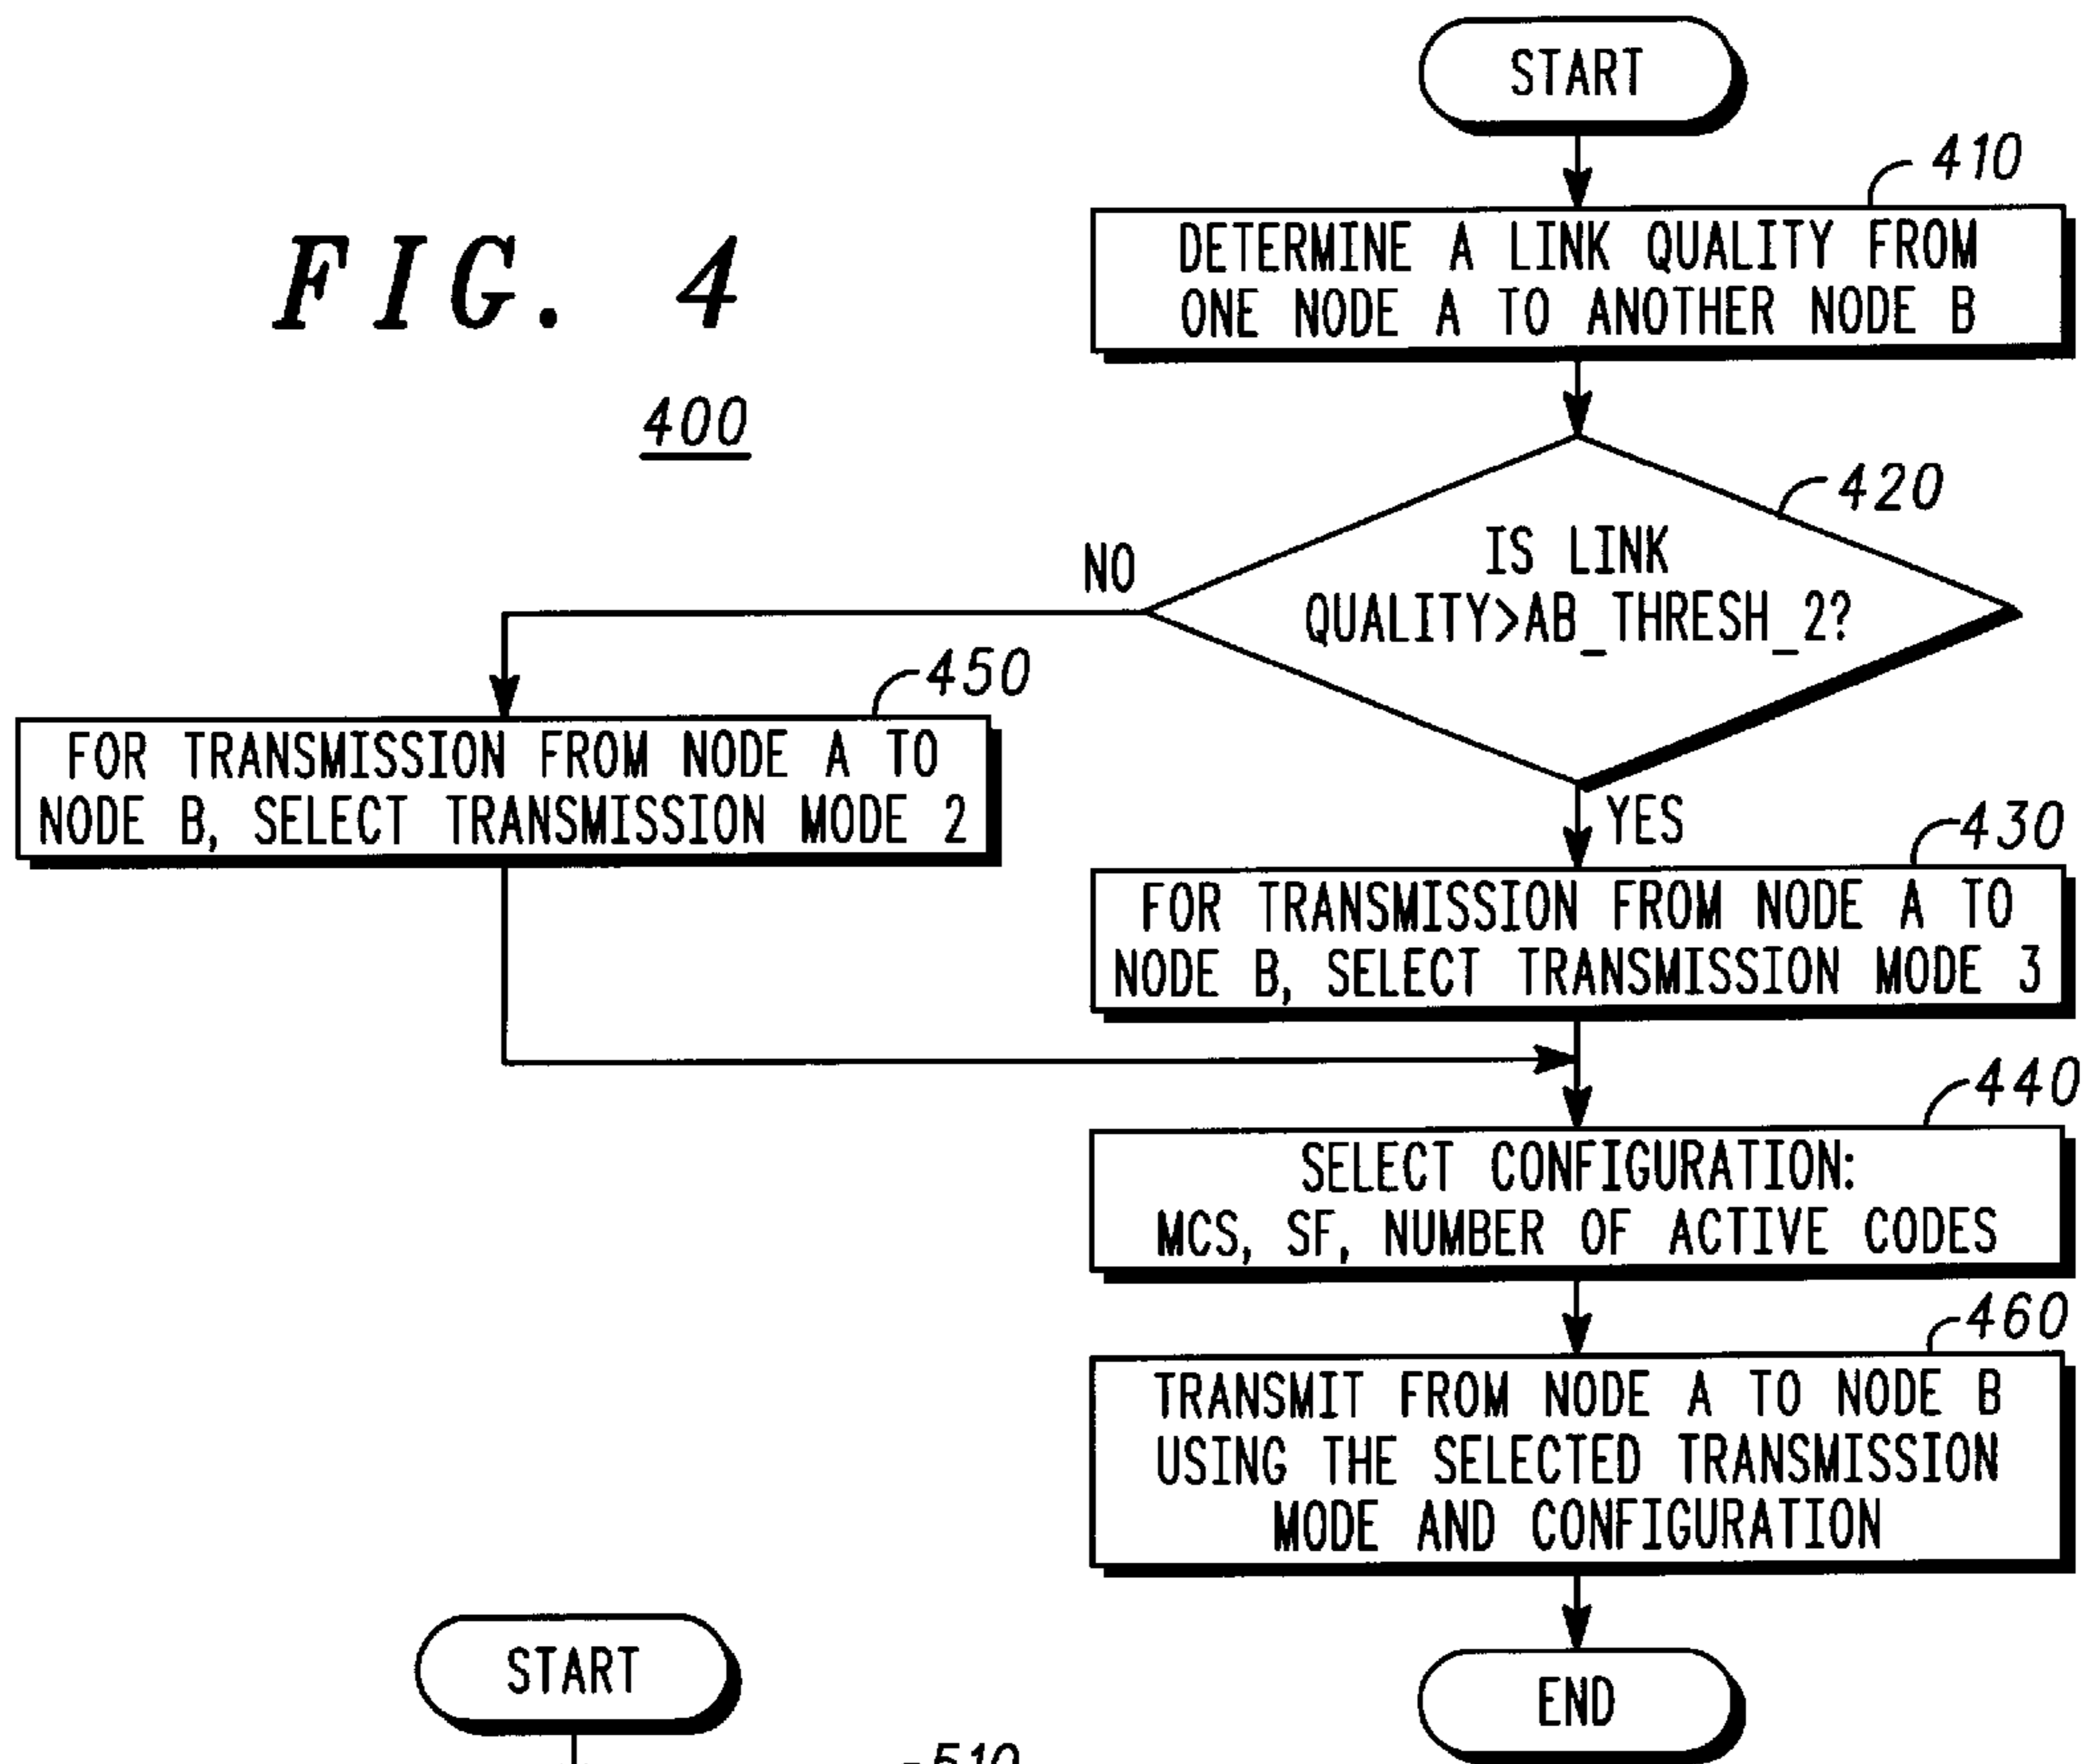 FIG. 4
400
START
410
DETERMINE A LINK QUALITY FROM
ONE NODE A TO ANOTHER NODE B
420
IS LINK
QUALITY>AB_THRESH_2?
NO
YES
450
FOR TRANSMISSION FROM NODE A TO
NODE B, SELECT TRANSMISSION MODE 2
430
FOR TRANSMISSION FROM NODE A TO
NODE B, SELECT TRANSMISSION MODE 3
440
SELECT CONFIGURATION:
MCS, SF, NUMBER OF ACTIVE CODES
460
TRANSMIT FROM NODE A TO NODE B
USING THE SELECTED TRANSMISSION
MODE AND CONFIGURATION
END
START
510